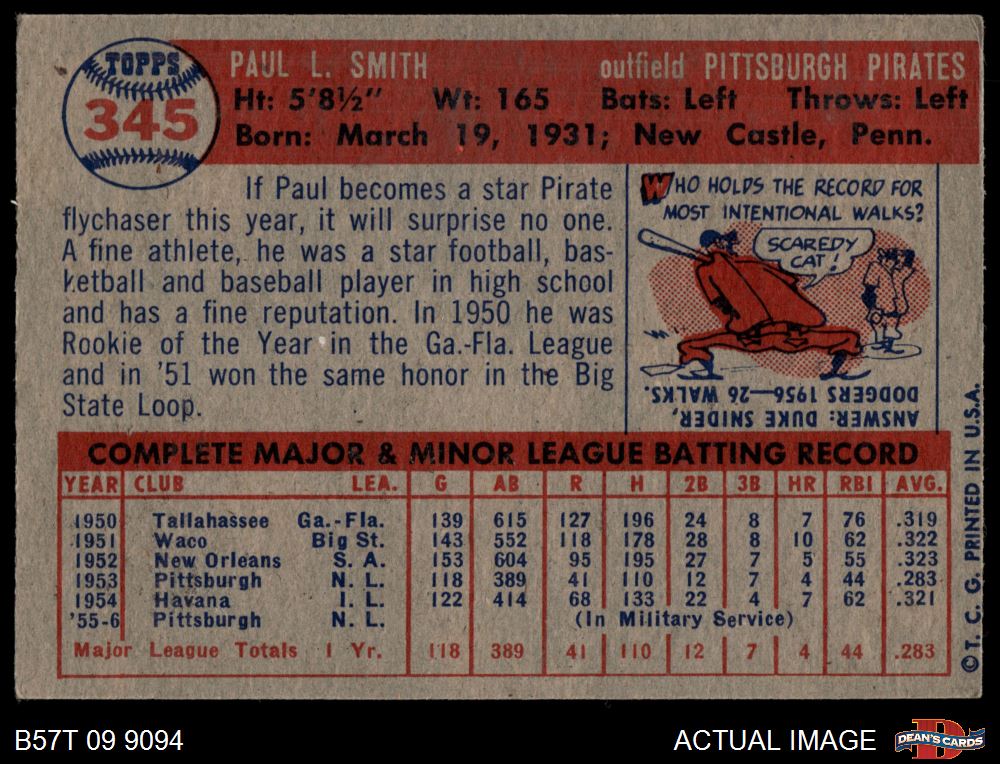 TOPPS
345
PAUL L. SMITH outfield PITTSBURGH PIRATES
Ht: 5'8½" Wt: 165 Bats: Left Throws: Left
Born: March 19, 1931; New Castle, Penn.
If Paul becomes a star Pirate
flychaser this year, it will surprise no one.
A fine athlete, he was a star football, bas-
ketball and baseball player in high school
and has a fine reputation. In 1950 he was
Rookie of the Year in the Ga.-Fla. League
and in '51 won the same honor in the Big
State Loop.
WHO HOLDS THE RECORD FOR
MOST INTENTIONAL WALKS?
SCAREDY
CAT!
ANSWER: DUKE SNIDER,
DODGERS 1956—26 WALKS.
COMPLETE MAJOR & MINOR LEAGUE BATTING RECORD
YEAR CLUB LEA. G AB R H 2B 3B HR RBI AVG.
1950 Tallahassee Ga.-Fla. 139 615 127 196 24 8 7 76 .319
1951 Waco Big St. 143 552 118 178 28 8 10 62 .322
1952 New Orleans S. A. 153 604 95 195 27 7 5 55 .323
1953 Pittsburgh N. L. 118 389 41 110 12 7 4 44 .283
1954 Havana I. L. 122 414 68 133 22 4 7 62 .321
'55-6 Pittsburgh N. L. (In Military Service)
Major League Totals 1 Yr. 118 389 41 110 12 7 4 44 .283
©T. C. G. PRINTED IN U.S.A.
B57T 09 9094
ACTUAL IMAGE
DEAN'S CARDS